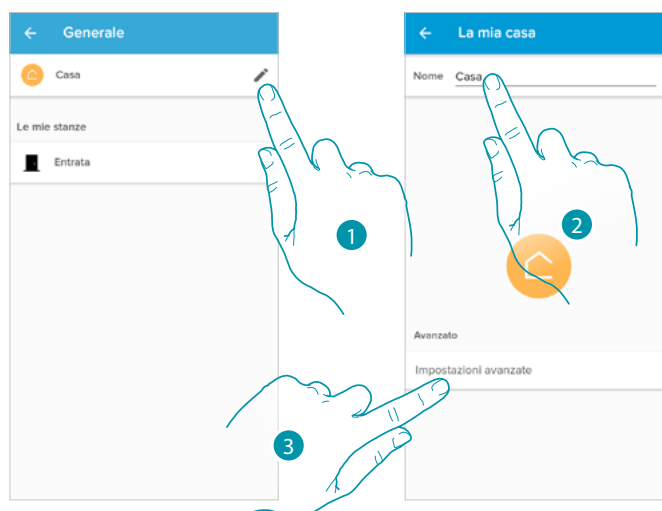 Generale
Casa
Le mie stanze
Entrata
1
La mia casa
Nome Casa
2
Avanzato
Impostazioni avanzate
3